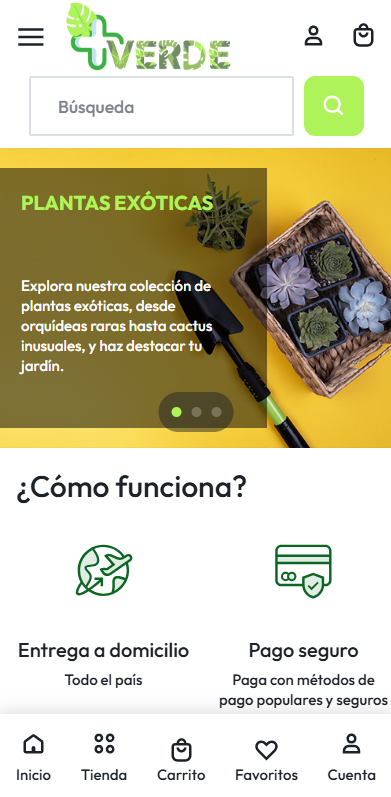 VERDE
Búsqueda
PLANTAS EXÓTICAS
Explora nuestra colección de
plantas exóticas, desde
orquídeas raras hasta cactus
inusuales, y haz destacar tu
jardín.
¿Cómo funciona?
Entrega a domicilio
Todo el país
Pago seguro
Paga con métodos de
pago populares y seguros
Inicio
Tienda
Carrito
Favoritos
Cuenta